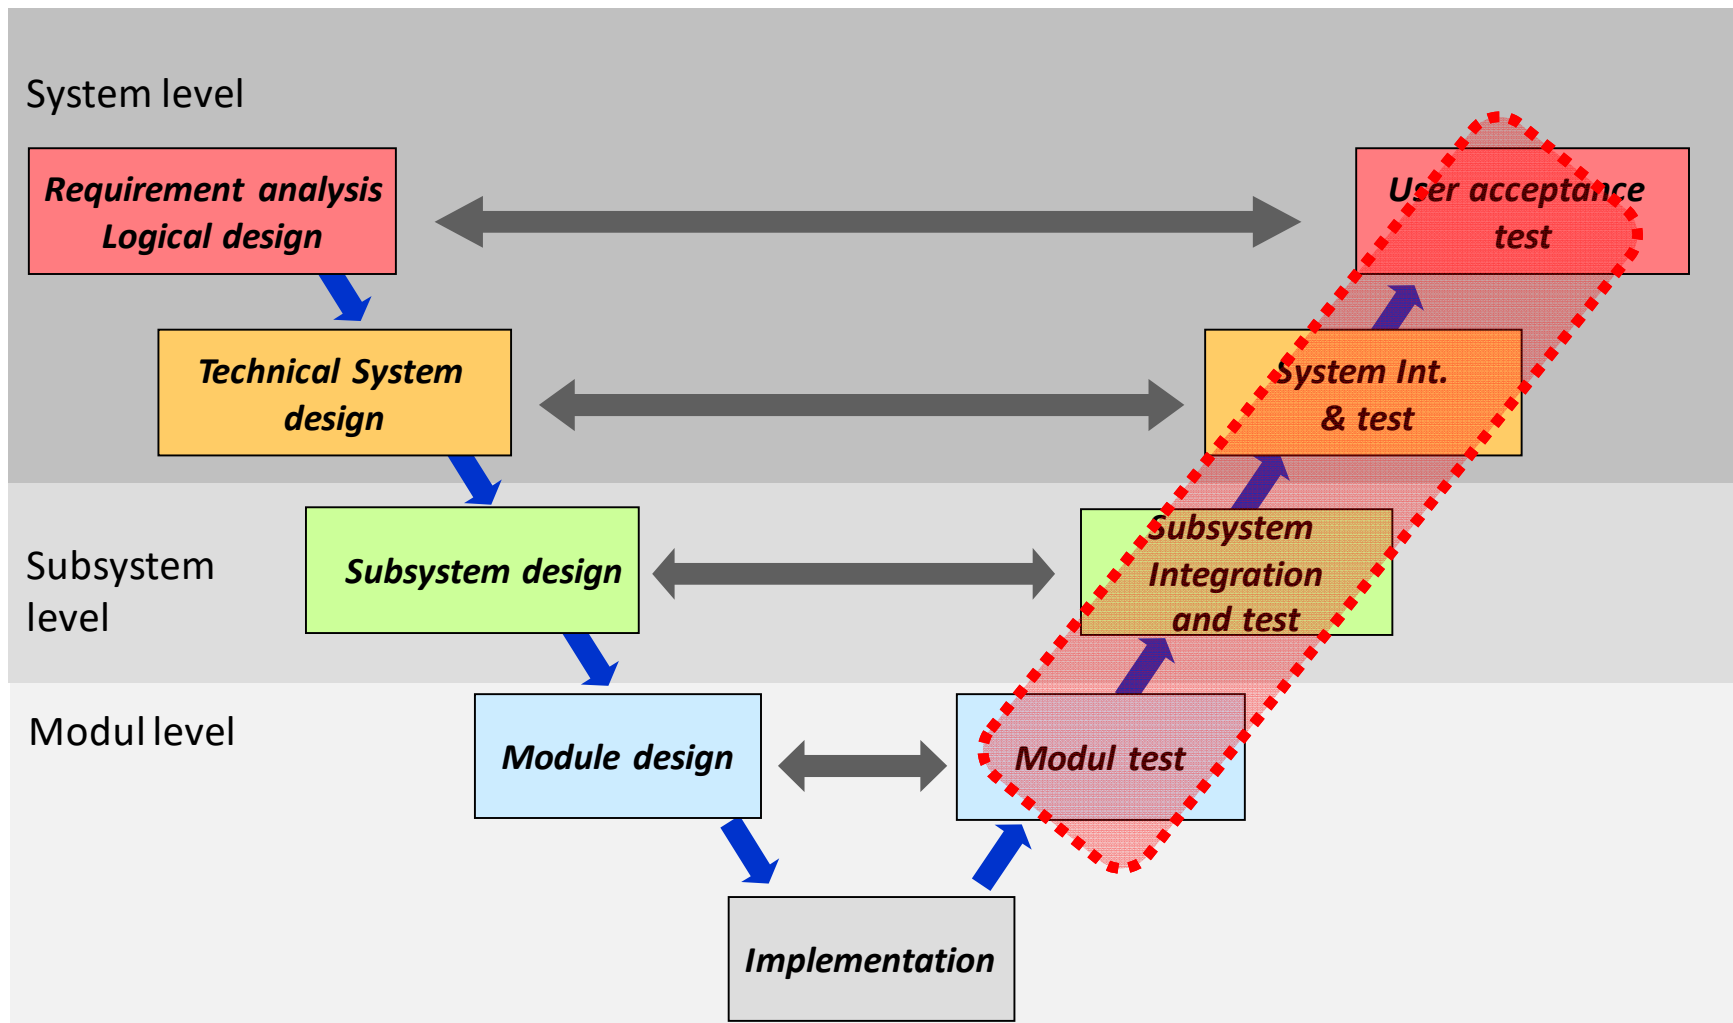 System level
Requirement analysis
Logical design
User acceptance
test
Technical System
design
System Int.
& test
Subsystem
level
Subsystem design
Subsystem
Integration
and test
Modul level
Module design
Modul test
Implementation